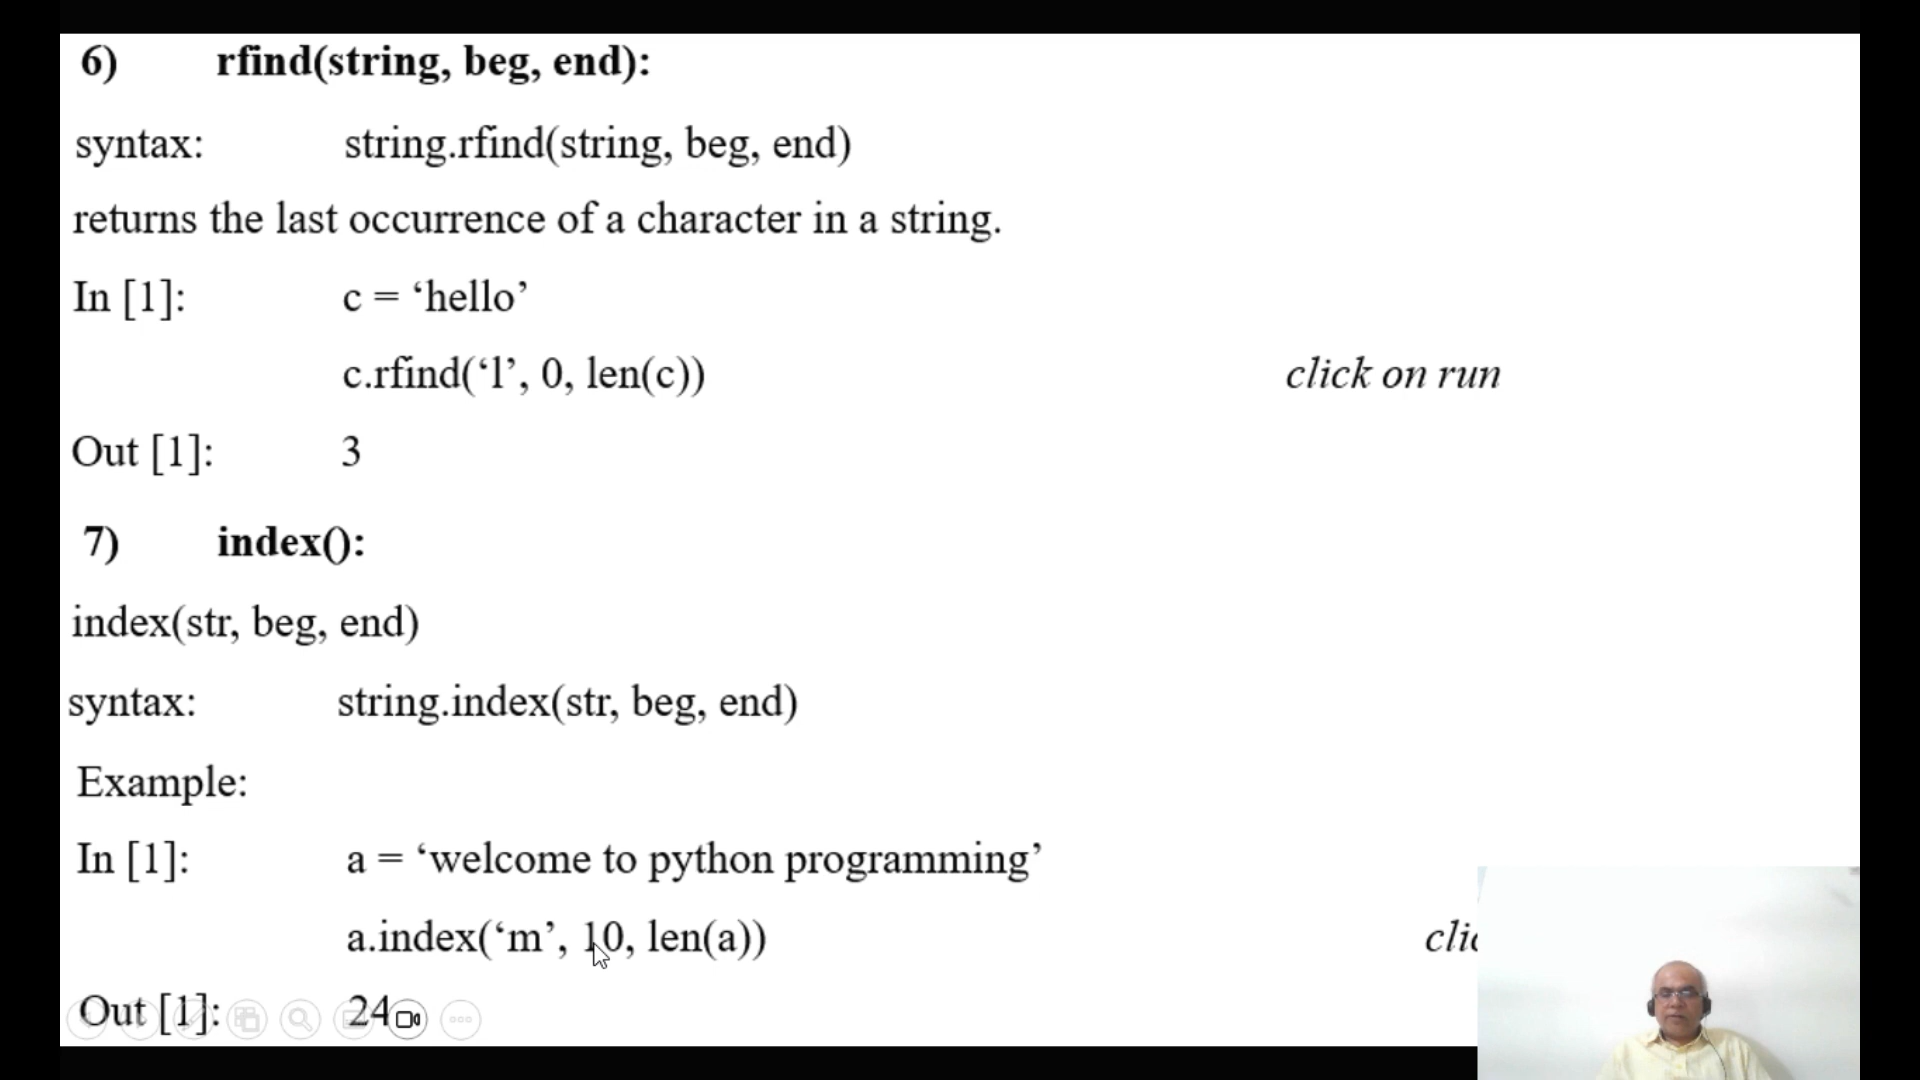 6) rfind(string, beg, end):
syntax: string.rfind(string, beg, end)
returns the last occurrence of a character in a string.
In [1]: c = ‘hello’
c.rfind(‘l’, 0, len(c)) click on run
Out [1]: 3
7) index():
index(str, beg, end)
syntax: string.index(str, beg, end)
Example:
In [1]: a = ‘welcome to python programming’
a.index(‘m’, 10, len(a))
Out [1]: 24